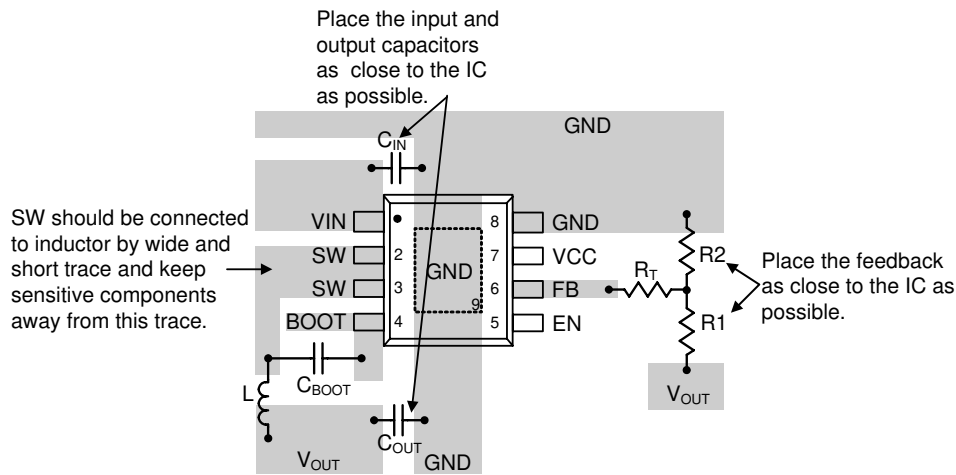 Place the input and
output capacitors
as close to the IC
as possible.
GND
CIN
SW should be connected
to inductor by wide and
short trace and keep
sensitive components
away from this trace.
VIN
8
GND
SW
2
7
VCC
GND
SW
3
6
FB
9
BOOT
4
5
EN
RT
R2
R1
Place the feedback
as close to the IC as
possible.
L
CBOOT
VOUT
COUT
VOUT
GND